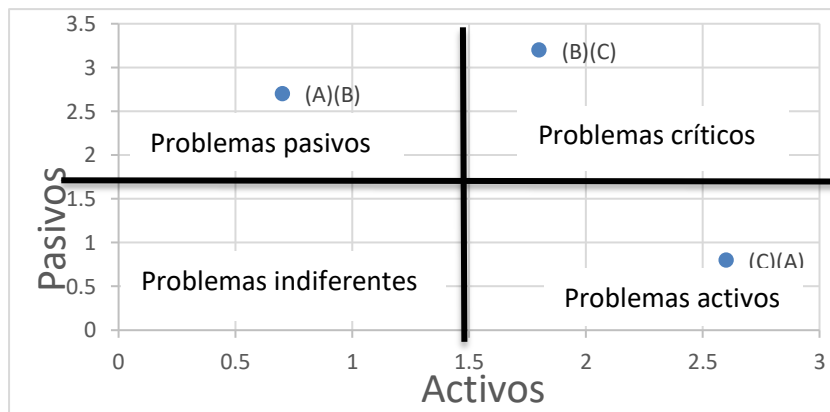 3.5
3
2.5
2
1.5
1
0.5
0
Pasivos
(A)(B)
(B)(C)
Problemas pasivos
Problemas críticos
Problemas indiferentes
(C)(A)
Problemas activos
0
0.5
1
1.5
2
2.5
3
Activos